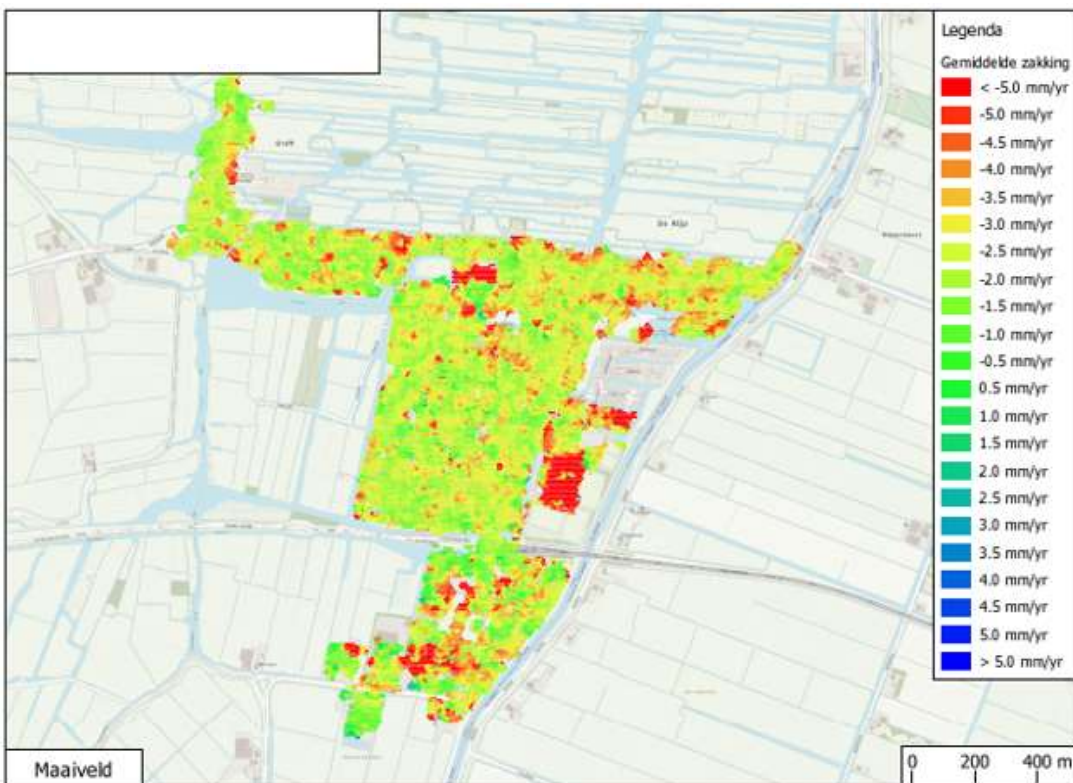 Legenda
Gemiddelde zakking
< -5.0 mm/yr
-5.0 mm/yr
-4.5 mm/yr
-4.0 mm/yr
-3.5 mm/yr
-3.0 mm/yr
-2.5 mm/yr
-2.0 mm/yr
-1.5 mm/yr
-1.0 mm/yr
-0.5 mm/yr
0.5 mm/yr
1.0 mm/yr
1.5 mm/yr
2.0 mm/yr
2.5 mm/yr
3.0 mm/yr
3.5 mm/yr
4.0 mm/yr
4.5 mm/yr
5.0 mm/yr
> 5.0 mm/yr
De Rijp
Maaiveld
0 200 400 m